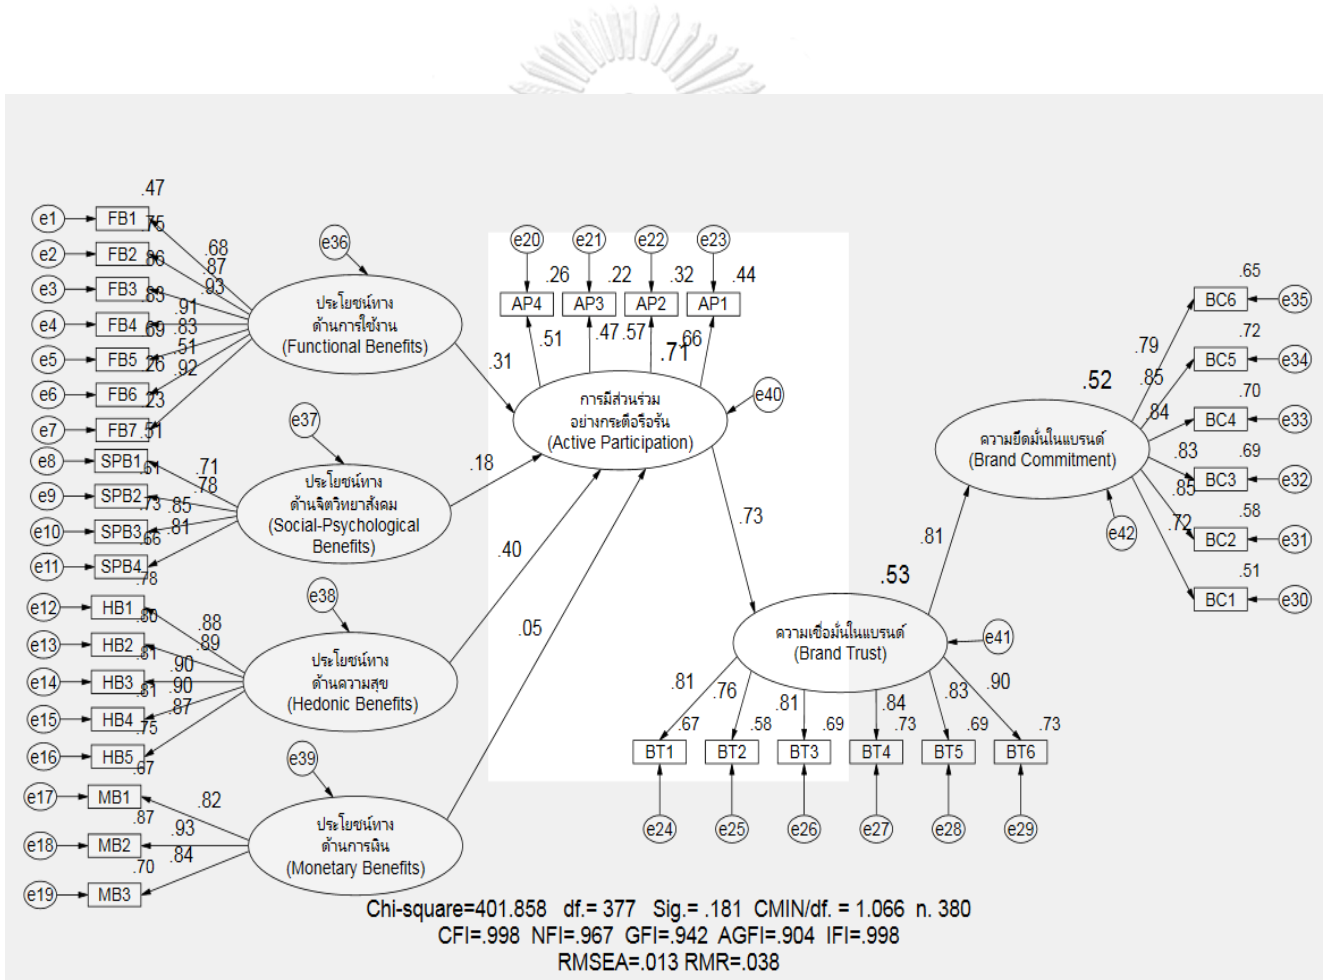 .47
e1 FB1 .75
e2 FB2 .86 .68
e3 FB3 .83 .87
e4 FB4 .69 .93
e5 FB5 .26 .91
e6 FB6 .23 .83
e7 FB7 .51 .51
.92
e36
ประโยชน์ทาง
ด้านการใช้งาน
(Functional Benefits)
.31
e8 SPB1 .61 .71
e9 SPB2 .73 .78
e10 SPB3 .66 .85
e11 SPB4 .78 .81
e37
ประโยชน์ทาง
ด้านจิตวิทยาสังคม
(Social-Psychological
Benefits)
.18
e12 HB1 .80 .88
e13 HB2 .81 .89
e14 HB3 .81 .90
e15 HB4 .75 .90
e16 HB5 .67 .87
e38
ประโยชน์ทาง
ด้านความสุข
(Hedonic Benefits)
.40
e17 MB1 .87 .82
e18 MB2 .70 .93
e19 MB3 .84
e39
ประโยชน์ทาง
ด้านการเงิน
(Monetary Benefits)
.05
e20 e21 e22 e23
.26 .22 .32 .44
AP4 AP3 AP2 AP1
.51 .47 .57 .66
.71
e40
การมีส่วนร่วม
อย่างกระตือรือร้น
(Active Participation)
.73
.53
e41
ความเชื่อมั่นในแบรนด์
(Brand Trust)
.81 .76 .81 .84 .83 .90
.67 .58 .69 .73 .69 .73
BT1 BT2 BT3 BT4 BT5 BT6
e24 e25 e26 e27 e28 e29
.81
.52
ความยึดมั่นในแบรนด์
(Brand Commitment)
e42
.65
.79 BC6 e35
.72
.85 BC5 e34
.70
.84 BC4 e33
.69
.83 BC3 e32
.58
.85 BC2 e31
.51
.72 BC1 e30
Chi-square=401.858 df.= 377 Sig.= .181 CMIN/df. = 1.066 n. 380
CFI=.998 NFI=.967 GFI=.942 AGFI=.904 IFI=.998
RMSEA=.013 RMR=.038